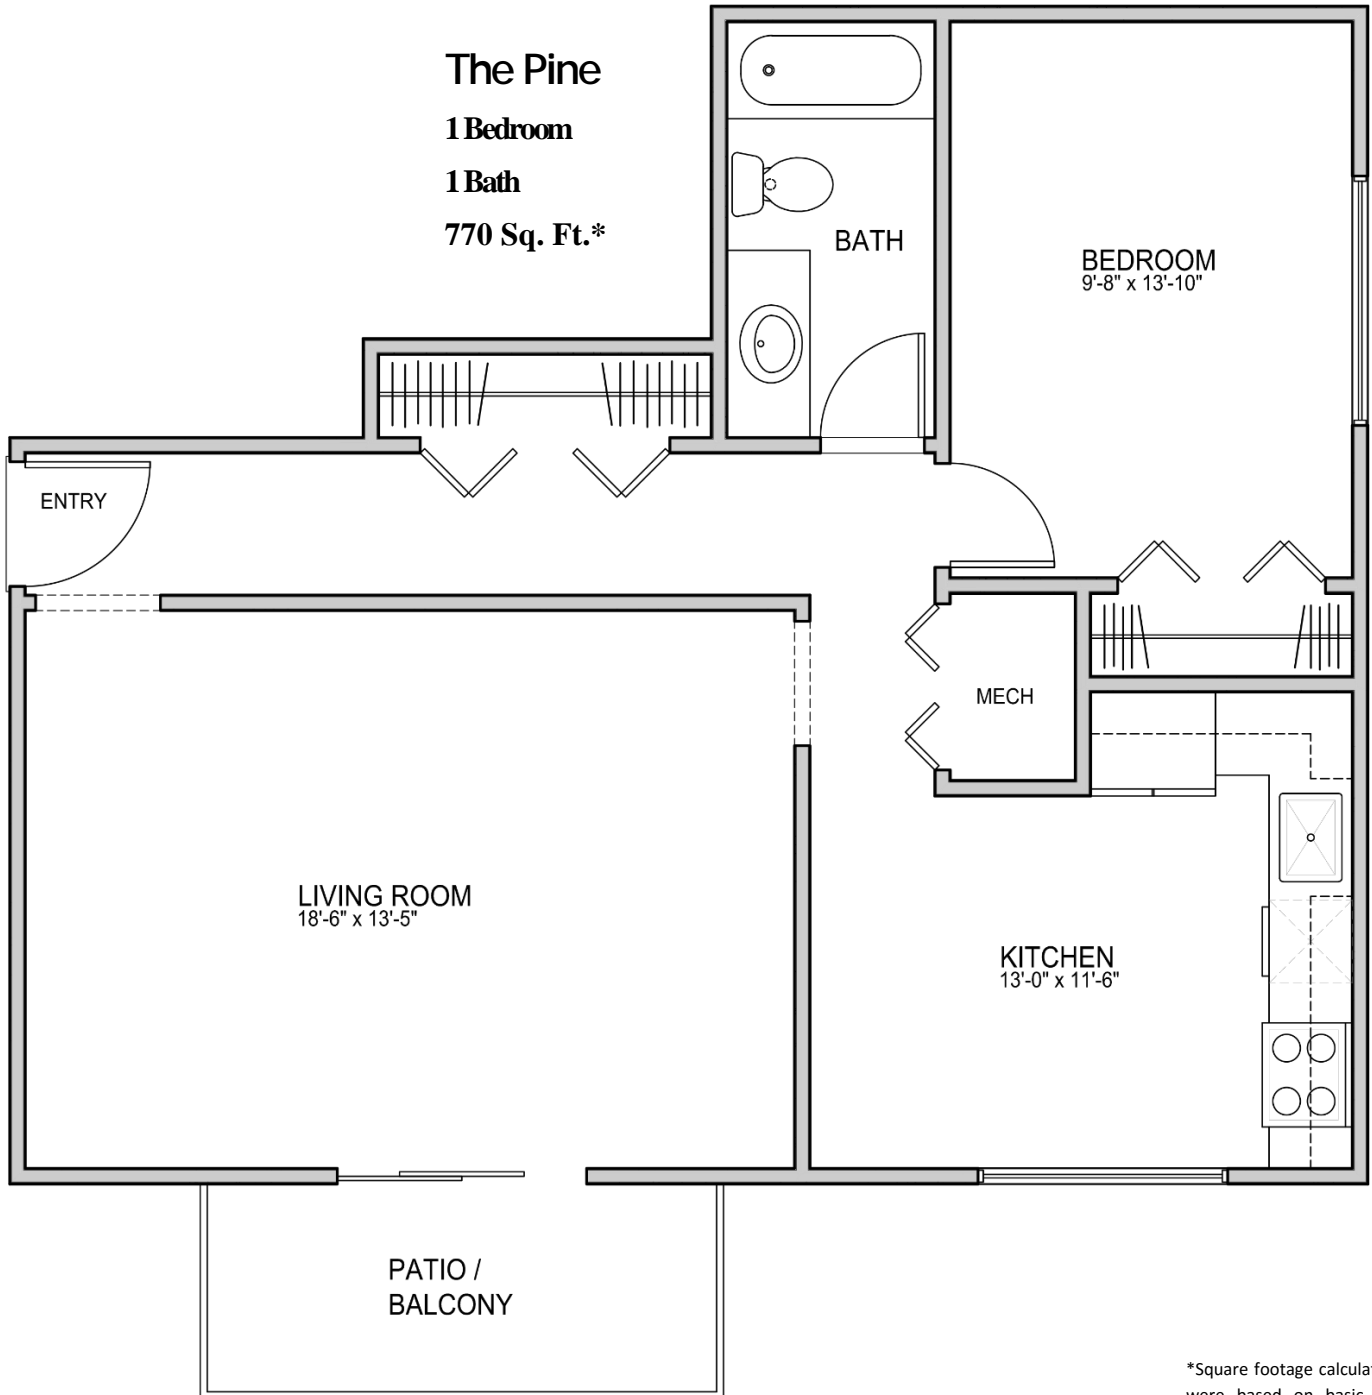 The Pine
1 Bedroom
1 Bath
770 Sq. Ft.*
BATH
BEDROOM
9'-8" x 13'-10"
ENTRY
MECH
LIVING ROOM
18'-6" x 13'-5"
KITCHEN
13'-0" x 11'-6"
PATIO /
BALCONY
*Square footage
were based on basic